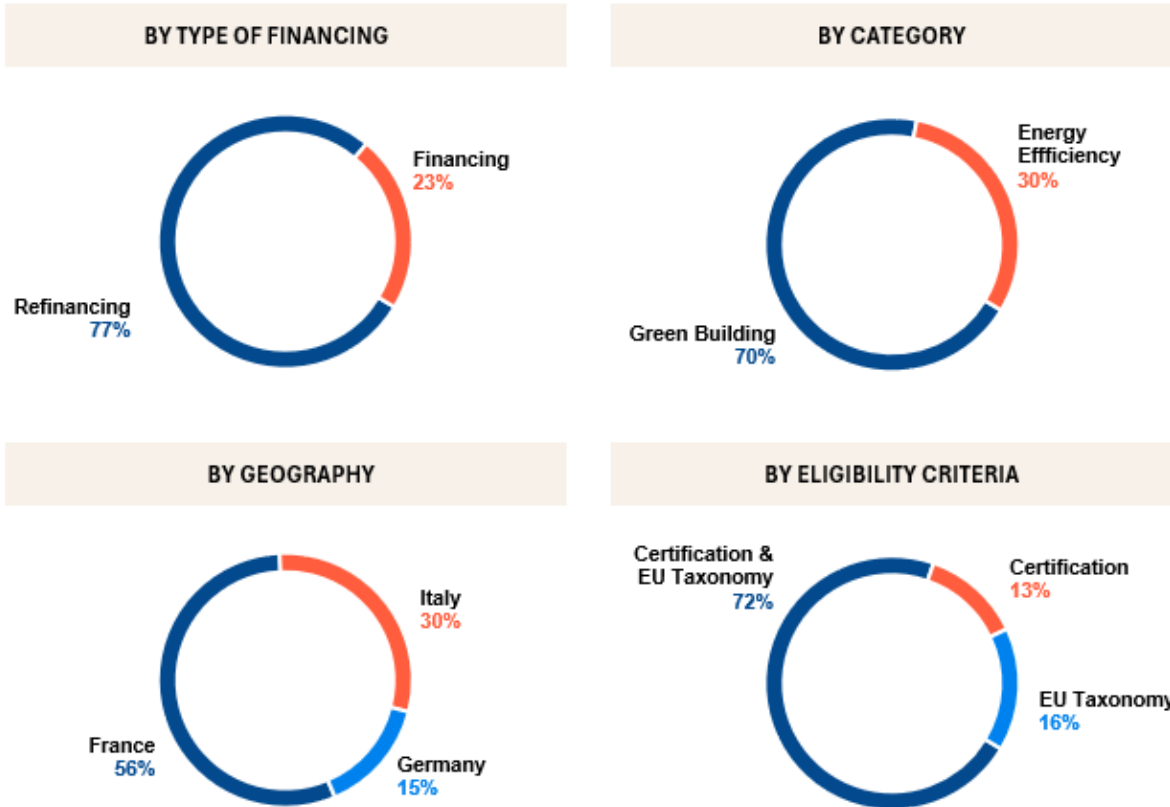 BY TYPE OF FINANCING
Financing
23%
Refinancing
77%
BY CATEGORY
Energy
Effficiency
30%
Green Building
70%
BY GEOGRAPHY
Italy
30%
France
56%
Germany
15%
BY ELIGIBILITY CRITERIA
Certification &
EU Taxonomy
72%
Certification
13%
EU Taxonomy
16%